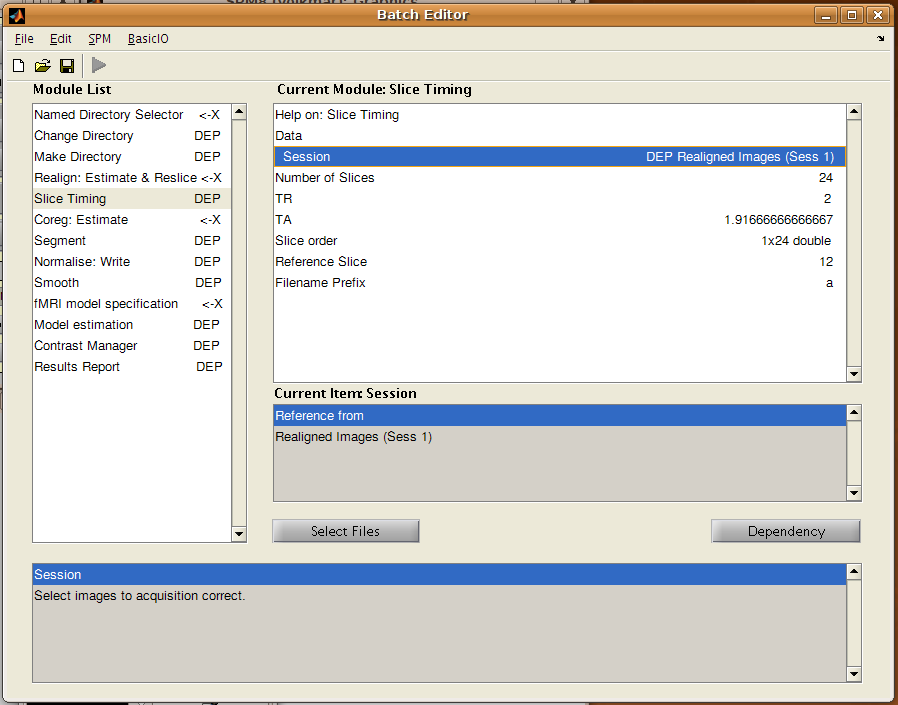 Batch Editor
File Edit SPM BasicIO
Module List
Named Directory Selector <-X
Change Directory DEP
Make Directory DEP
Realign: Estimate & Reslice <-X
Slice Timing DEP
Coreg: Estimate <-X
Segment DEP
Normalise: Write DEP
Smooth DEP
fMRI model specification <-X
Model estimation DEP
Contrast Manager DEP
Results Report DEP
Current Module: Slice Timing
Help on: Slice Timing
Data
Session DEP Realigned Images (Sess 1)
Number of Slices 24
TR 2
TA 1.91666666666667
Slice order 1x24 double
Reference Slice 12
Filename Prefix a
Current Item: Session
Reference from
Realigned Images (Sess 1)
Select Files Dependency
Session
Select images to acquisition correct.